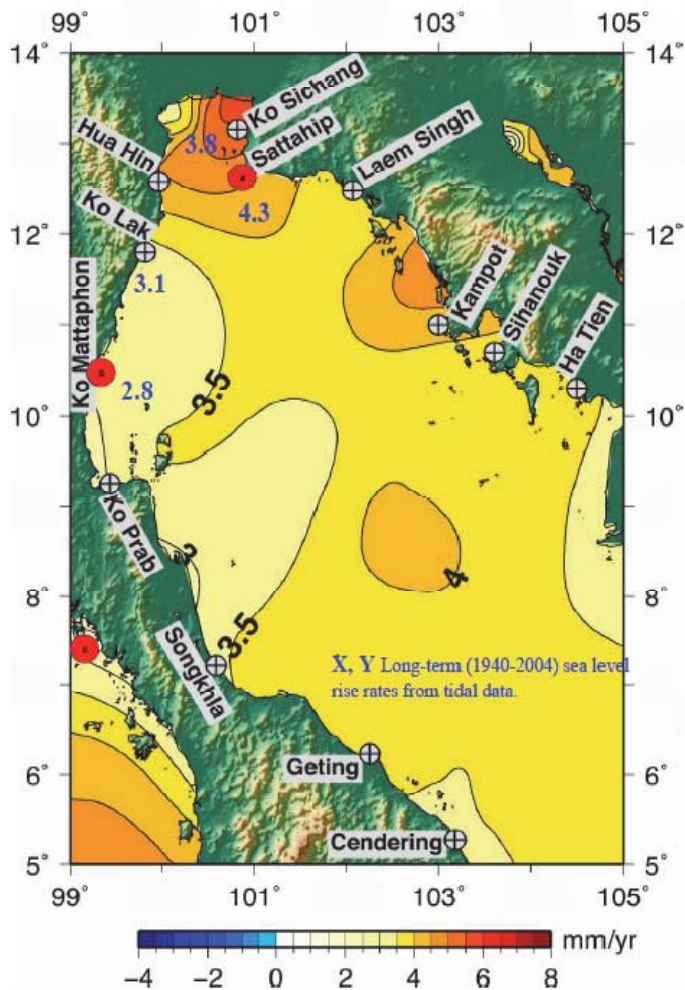 99° 101° 103° 105°
14°
Ko Sichang
3.8
Sattahip
Hua Hin
Laem Singh
4.3
Ko Lak
12°
3.1
Ko Mattaphon
Kampot
Sihanouk
Ha Tien
2.8
3.5
10°
Ko Prab
3
4
8°
3.5
Songkhla
X, Y Long-term (1940-2004) sea level
rise rates from tidal data.
Geting
6°
Cendering
5°
99° 101° 103° 105°
14°
12°
10°
8°
6°
5°
mm/yr
−4 −2 0 2 4 6 8